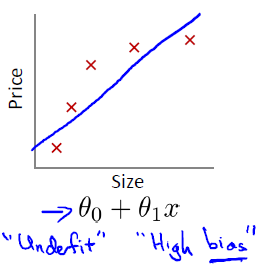 Price
Size
→ θ₀ + θ₁x
"Underfit" "High bias"